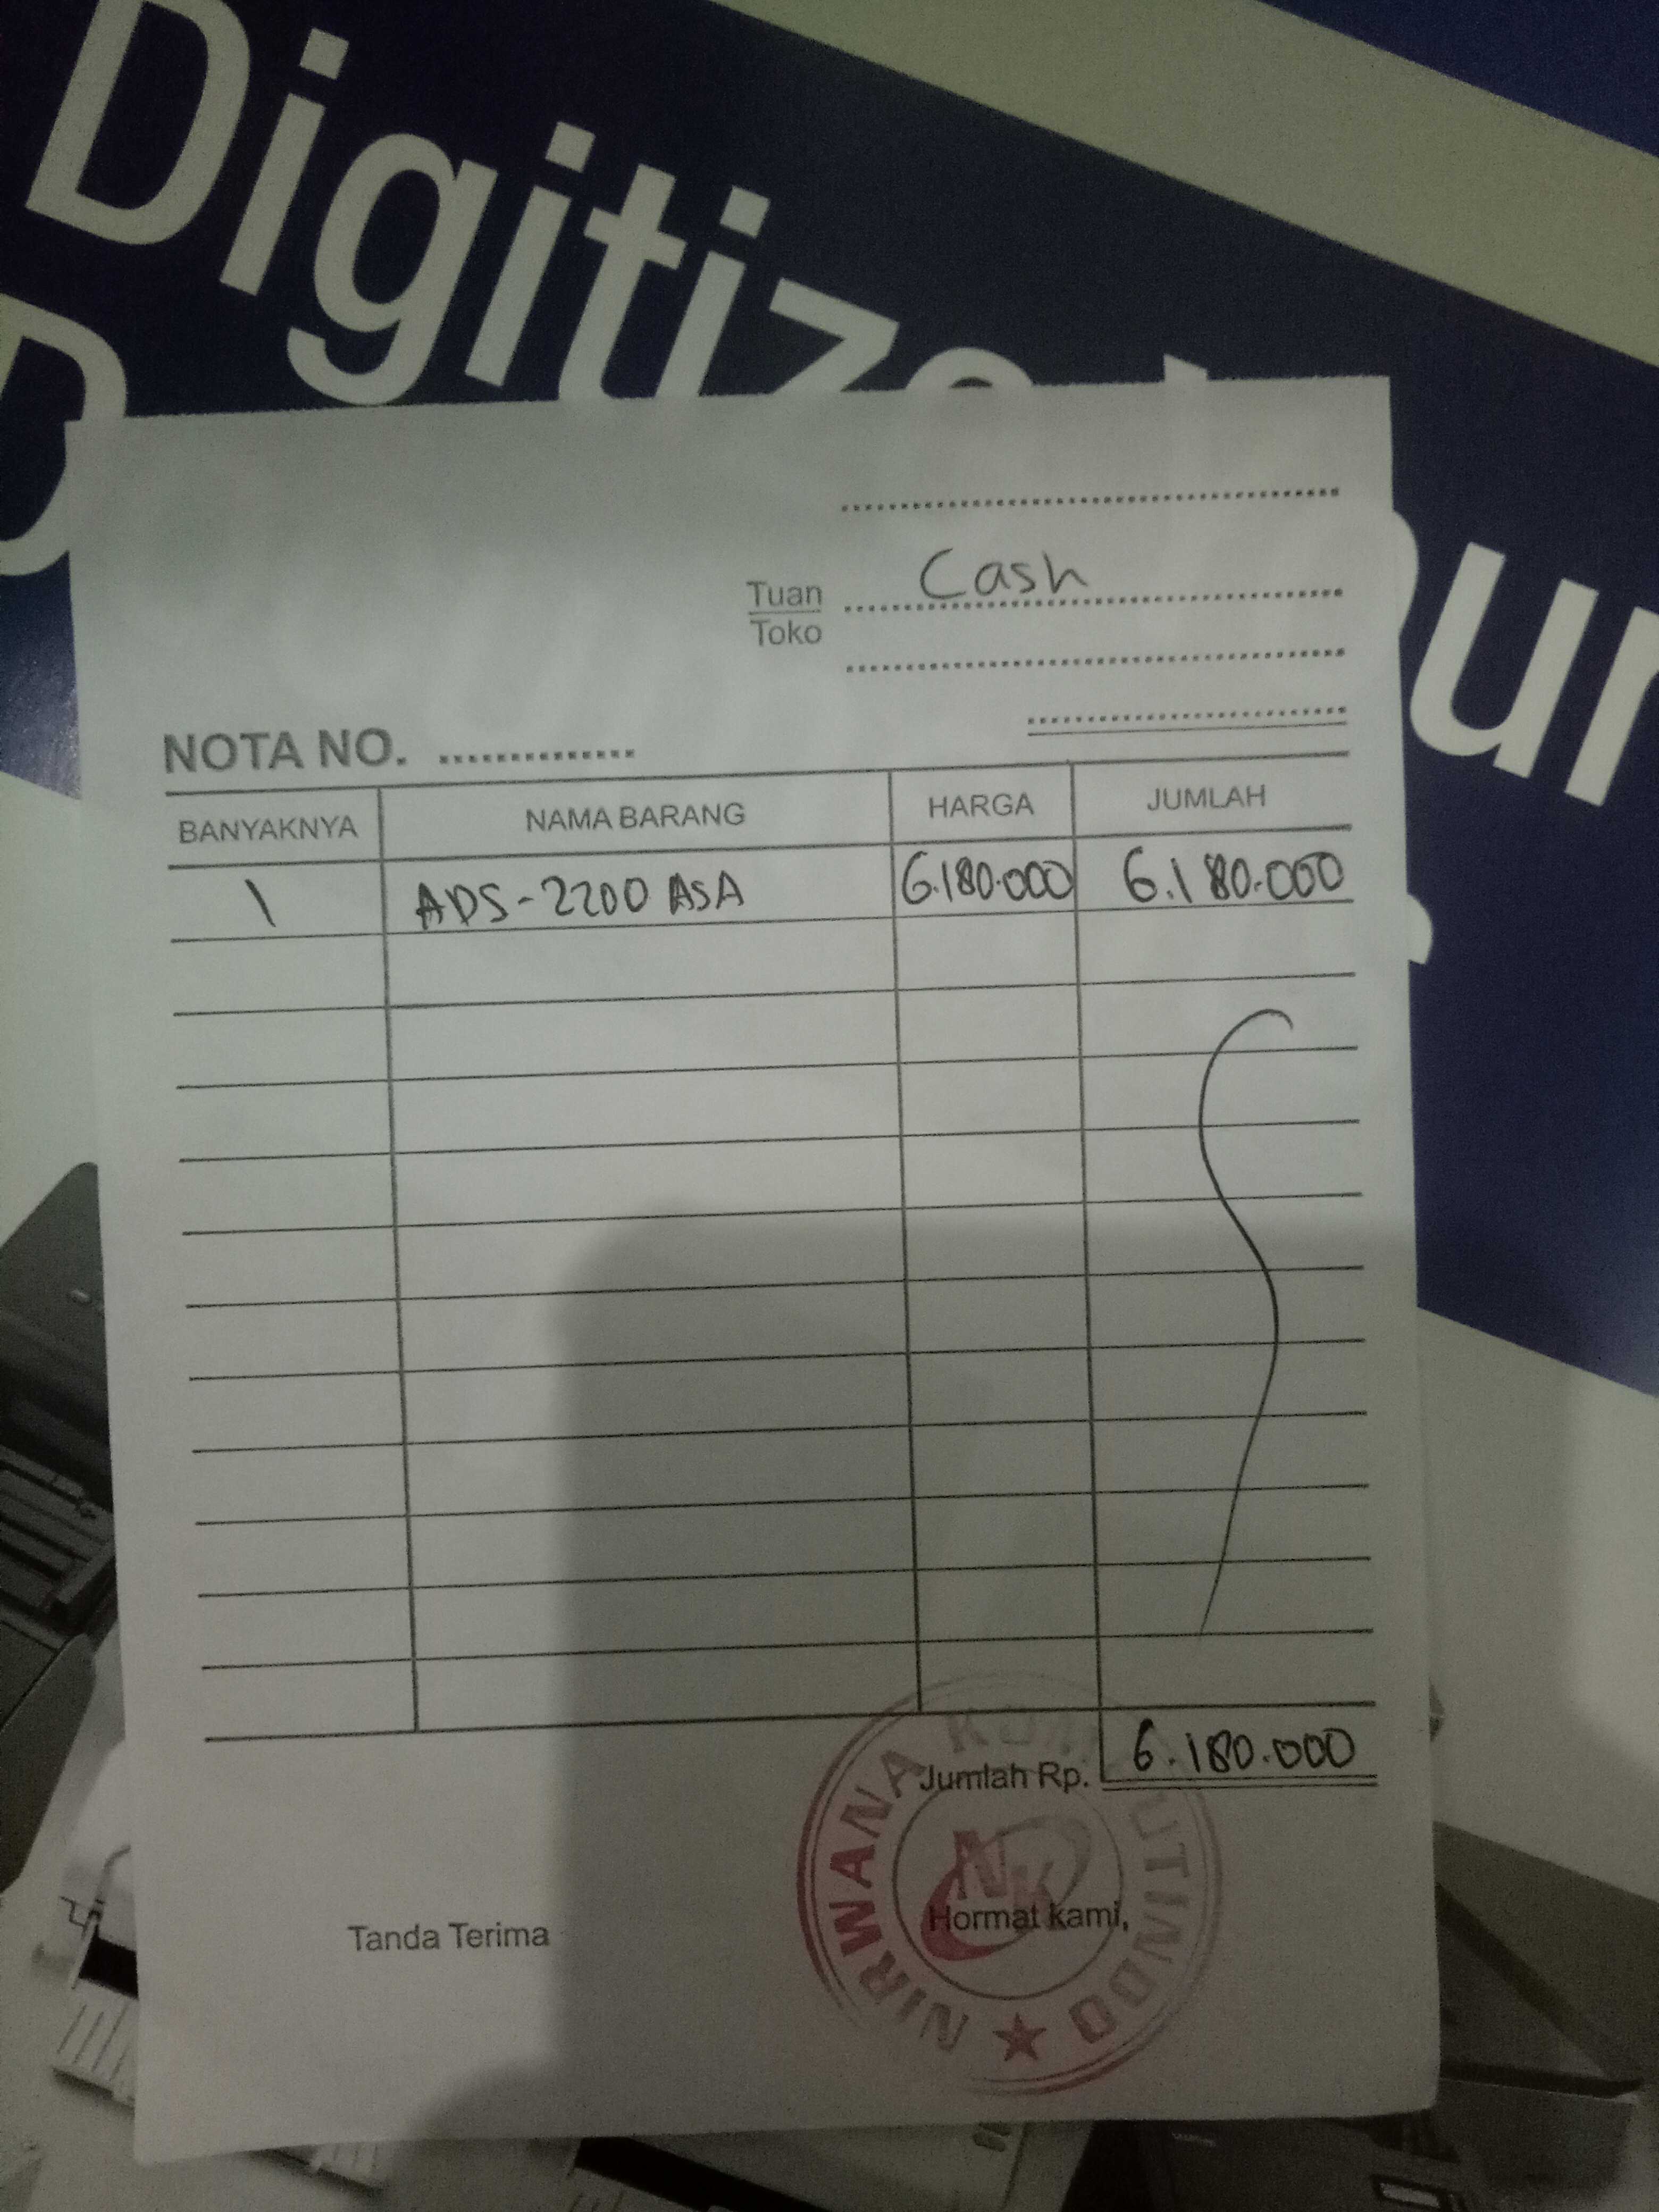 Digitize
Cash
Tuan
Toko
NOTA NO.
BANYAKNYA NAMA BARANG HARGA JUMLAH
1 ADS-2200 ASA 6.180.000 6.180.000
Jumlah Rp. 6.180.000
Tanda Terima Hormat kami,
NIRWANA KOMPUTINDO
NK